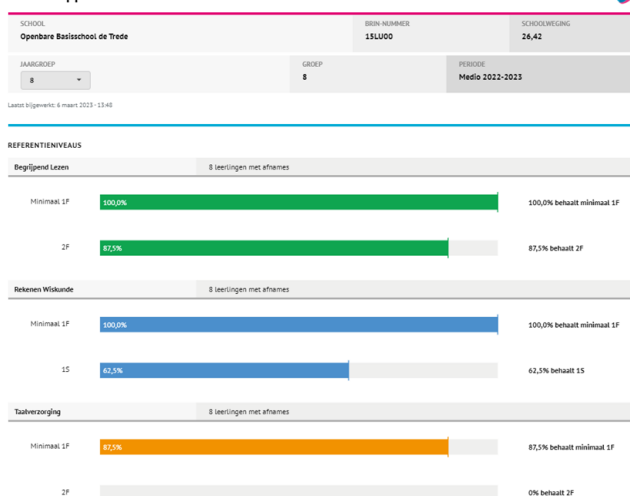 SCHOOL
Openbare Basisschool de Trede
BRIN-NUMMER
15LU00
SCHOOLWEGING
26,42
JAARGROEP
8
GROEP
8
PERIODE
Medio 2022-2023
Laatst bijgewerkt: 6 maart 2023 - 13:48
REFERENTIENIVEAUS
Begrijpend Lezen
8 leerlingen met afnames
Minimaal 1F
100,0%
100,0% behaalt minimaal 1F
2F
87,5%
87,5% behaalt 2F
Rekenen Wiskunde
8 leerlingen met afnames
Minimaal 1F
100,0%
100,0% behaalt minimaal 1F
1S
62,5%
62,5% behaalt 1S
Taalverzorging
8 leerlingen met afnames
Minimaal 1F
87,5%
87,5% behaalt minimaal 1F
2F
0% behaalt 2F